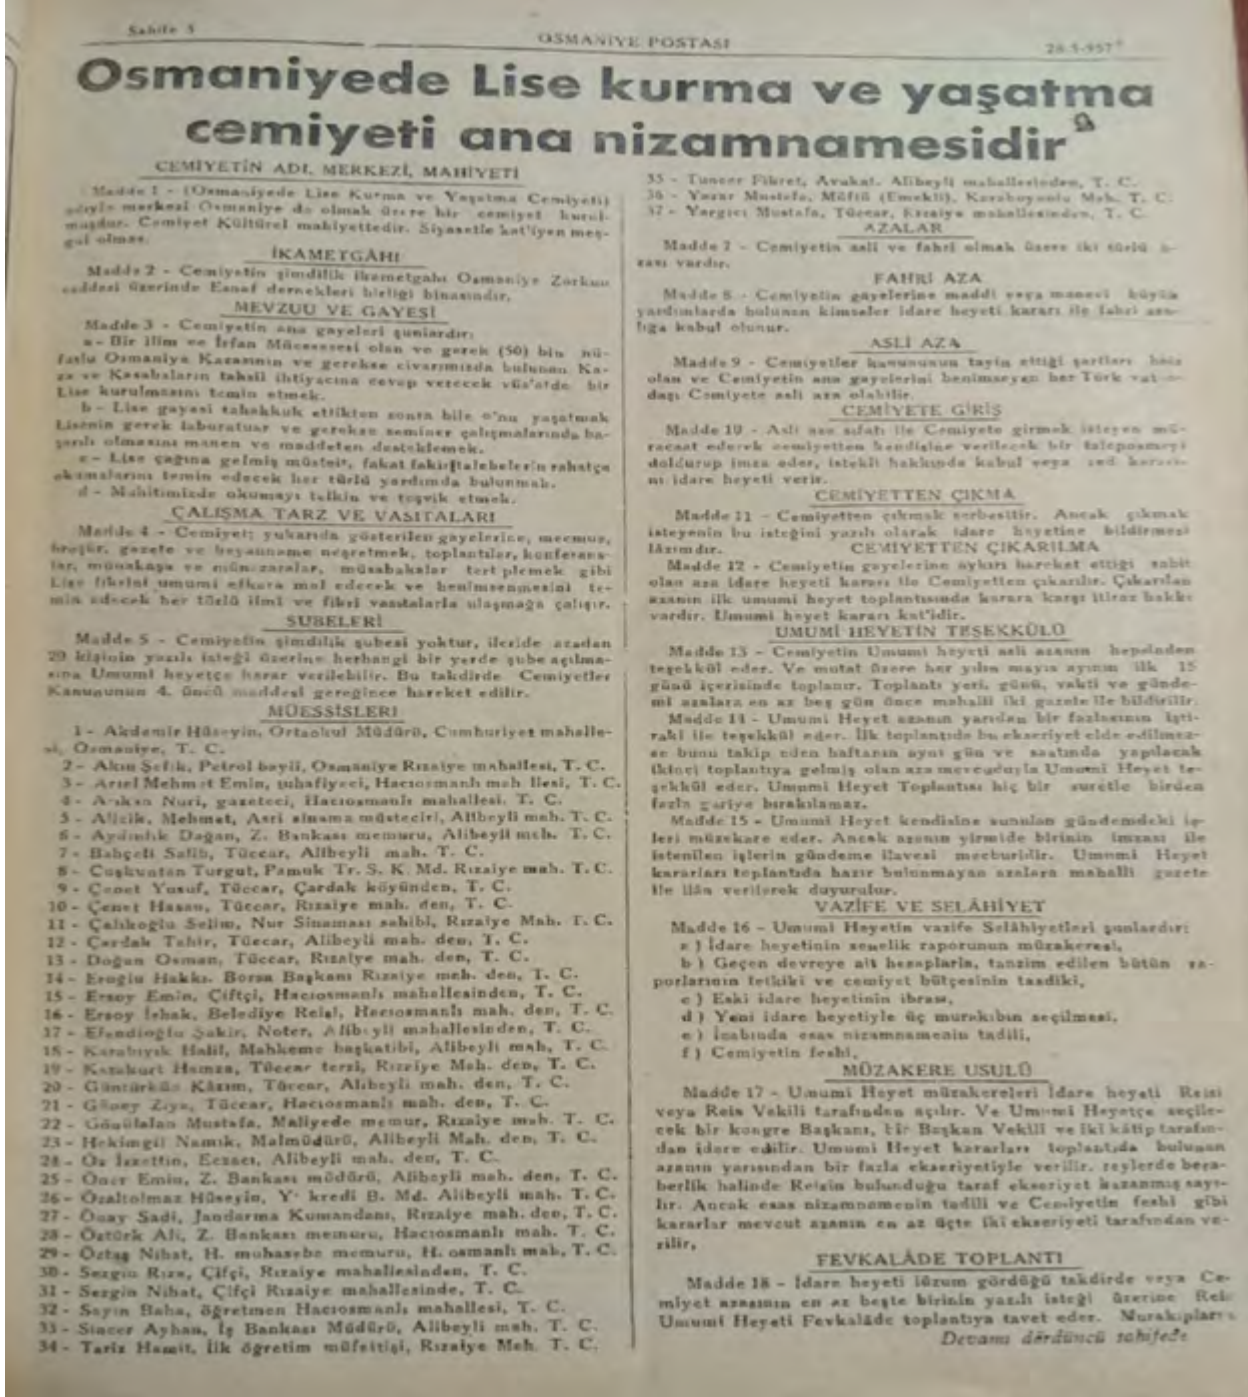 Sahife 3
OSMANİYE POSTASI
Osmaniyede Lise kurma ve yaşatma
cemiyeti ana nizamnamesidir
CEMİYETİN ADI, MERKEZİ, MAHİYETİ
Madde 1 - (Osmaniyede Lise Kurma ve Yaşatma Cemiyeti)
adıyle merkezi Osmaniye de olmak üzere bir cemiyet kurul-
muşdur. Cemiyet Kültürel mahiyettedir. Siyasetle kat'iyen meş-
gul olmaz.
İKAMETGÂHI
Madde 2 - Cemiyetin şimdilik ikametgahı Osmaniye Zorkun
caddesi üzerinde Esnaf dernekleri birliği binasındır.
MEVZUU VE GAYESİ
Madde 3 - Cemiyetin ana gayeleri şunlardır:
a - Bir ilim ve İrfan Müessesesi olan ve gerek (50) bin nü-
fuslu Osmaniye Kazasının ve gerekse civarımızda bulunan Ka-
za ve Kasabaların tahsil ihtiyacına cevap verecek vüs'atde bir
Lise kurulmasını temin etmek.
b - Lise gayesi tahakkuk ettikten sonra bile o'nu yaşatmak
Lisenin gerek laburatuar ve gerekse seminer çalışmalarında ba-
şarılı olmasını manen ve maddeten desteklemek.
c - Lise çağına gelmiş müsteit, fakat fakir talebelerin rahatça
okumalarını temin edecek her türlü yardımda bulunmak.
d - Muhitimizde okumayı telkin ve teşvik etmek.
ÇALIŞMA TARZ VE VASITALARI
Madde 4 - Cemiyet; yukarıda gösterilen gayelerine, mecmua,
broşür, gazete ve beyanname neşretmek, toplantılar, konferans-
lar, münakaşa ve münazaralar, müsabakalar tertiplemek gibi
Lise fikrini umumi efkara mal edecek ve benimsenmesini te-
min edecek her türlü ilmi ve fikri vasıtalarla ulaşmağa çalışır.
ŞUBELERİ
Madde 5 - Cemiyetin şimdilik şubesi yoktur, ileride azadan
20 kişinin yazılı isteği üzerine herhangi bir yerde şube açılma-
sına Umumi heyetçe karar verilebilir. Bu takdirde Cemiyetler
Kanununun 4. üncü maddesi gereğince hareket edilir.
MÜESSİSLERİ
1 - Akdemir Hüseyin, Ortaokul Müdürü, Cumhuriyet mahalle-
si, Osmaniye, T. C.
2 - Akın Şefik, Petrol bayii, Osmaniye Rızaiye mahallesi, T. C.
3 - Mehmet Emin, tuhafiyeci, Hacıosmanlı mahallesi, T. C.
4 - Arıkan Nuri, gazeteci, Hacıosmanlı mahallesi, T. C.
5 - Mehmet, Asri sinema müsteciri, Alibeyli mah. T. C.
6 - Aydınlık Doğan, Z. Bankası memuru, Alibeyli meh. T. C.
7 - Bahçeli Salih, Tüccar, Alibeyli mah. T. C.
8 - Coşkuntan Turgut, Pamuk Tr. S. K. Md. Rızaiye mah. T. C.
9 - Çenet Yusuf, Tüccar, Çardak köyünden, T. C.
10 - Çenet Hasan, Tüccar, Rızaiye mah. den, T. C.
11 - Çalıkoğlu Selim, Nur Sineması sahibi, Rızaiye Mah. T. C.
12 - Çardak Tahir, Tüccar, Alibeyli mah. den, T. C.
13 - Doğan Osman, Tüccar, Rızaiye mah. den, T. C.
14 - Eroğlu Hakkı, Borsa Başkanı Rızaiye meh. den, T. C.
15 - Ersoy Emin, Çiftçi, Hacıosmanlı mahallesinden, T. C.
16 - Ersoy İshak, Belediye Reisi, Hacıosmanlı mah. den, T. C.
17 - Efendioğlu Şakir, Noter, Alibeyli mahallesinden, T. C.
18 - Karabıyık Halil, Mahkeme başkatibi, Alibeyli mah, T. C.
19 - Karakurt Hamza, Tüccar terzi, Rızaiye Mah. den, T. C.
20 - Güntürkün Kâzım, Tüccar, Alibeyli mah. den, T. C.
21 - Güney Ziya, Tüccar, Hacıosmanlı mah. den, T. C.
22 - Gönülalan Mustafa, Maliyede memur, Rızaiye mah. T. C.
23 - Hekimgil Namık, Malmüdürü, Alibeyli Mah. den, T. C.
24 - Öz İzzettin, Eczacı, Alibeyli mah. den, T. C.
25 - Öner Emin, Z. Bankası müdürü, Alibeyli mah. den, T. C.
26 - Özaltolmaz Hüseyin, Y. kredi B. Md. Alibeyli mah. T. C.
27 - Önay Sadi, Jandarma Kumandanı, Rızaiye mah. den, T. C.
28 - Öztürk Ali, Z. Bankası memuru, Hacıosmanlı mah. T. C.
29 - Öztaş Nihat, H. muhasebe memuru, H. osmanlı mah, T. C.
30 - Sezgin Rıza, Çifçi, Rızaiye mahallesinden, T. C.
31 - Sezgin Nihat, Çifçi Rızaiye mahallesinde, T. C.
32 - Sayın Baha, öğretmen Hacıosmanlı mahallesi, T. C.
33 - Sincer Ayhan, İş Bankası Müdürü, Alibeyli mah. T. C.
34 - Tariz Hamit, İlk öğretim müfettişi, Rızaiye Meh. T. C.
35 - Tuncer Fikret, Avukat, Alibeyli mahallesinden, T. C.
36 - Yaşar Mustafa, Müftü (Emekli), Karaboyunlu Mah. T. C.
37 - Yargıcı Mustafa, Tüccar, Rızaiye mahallesinden, T. C.
AZALAR
Madde 7 - Cemiyetin asli ve fahri olmak üzere iki türlü a-
zası vardır.
FAHRİ AZA
Madde 8 - Cemiyetin gayelerine maddi veya manevi büyük
yardımlarda bulunan kimseler idare heyeti kararı ile fahri aza-
lığa kabul olunur.
ASLİ AZA
Madde 9 - Cemiyetler kanununun tayin ettiği şartları haiz
olan ve Cemiyetin ana gayelerini benimseyen her Türk vatan-
daşı Cemiyete asli aza olabilir.
CEMİYETE GİRİŞ
Madde 10 - Asli aza sıfatı ile Cemiyete girmek isteyen mü-
racaat ederek cemiyetten kendisine verilecek bir talepnameyi
doldurup imza eder, istekli hakkında kabul veya red kararı-
nı idare heyeti verir.
CEMİYETTEN ÇIKMA
Madde 11 - Cemiyetten çıkmak serbesttir. Ancak çıkmak
isteyenin bu isteğini yazılı olarak idare heyetine bildirmesi
lâzımdır.
CEMİYETTEN ÇIKARILMA
Madde 12 - Cemiyetin gayelerine aykırı hareket ettiği sabit
olan aza idare heyeti kararı ile Cemiyetten çıkarılır. Çıkarılan
azanın ilk umumi heyet toplantısında karara karşı itiraz hakkı
vardır. Umumi heyet kararı kat'idir.
UMUMİ HEYETİN TEŞEKKÜLÜ
Madde 13 - Cemiyetin Umumi heyeti asli azanın hepsinden
teşekkül eder. Ve mutat üzere her yılın mayıs ayının ilk 15
günü içerisinde toplanır. Toplantı yeri, günü, vakti ve günde-
mi azalara en az beş gün önce mahalli iki gazete ile bildirilir.
Madde 14 - Umumi Heyet azanın yarıdan bir fazlasının işti-
raki ile teşekkül eder. İlk toplantıda bu ekseriyet elde edilmez-
se bunu takip eden haftanın aynı gün ve saatında yapılacak
ikinci toplantıya gelmiş olan aza mevcuduyla Umumi Heyet te-
şekkül eder. Umumi Heyet Toplantısı hiç bir suretle birden
fazla geriye bırakılamaz.
Madde 15 - Umumi Heyet kendisine sunulan gündemdeki iş-
leri müzekare eder. Ancak azanın yirmide birinin imzası ile
istenilen işlerin gündeme ilavesi mecburidir. Umumi Heyet
kararları toplantıda hazır bulunmayan azalara mahalli gazete
ile ilân verilerek duyurulur.
VAZİFE VE SELÂHİYET
Madde 16 - Umumi Heyetin vazife Selâhiyetleri şunlardır:
a ) İdare heyetinin senelik raporunun müzakeresi,
b ) Geçen devreye ait hesaplarla, tanzim edilen bütün ra-
porlarının tetkiki ve cemiyet bütçesinin tasdiki,
c ) Eski idare heyetinin ibrası,
d ) Yeni idare heyetiyle üç murakıbın seçilmesi,
e ) İcabında esas nizamnamenin tadili,
f ) Cemiyetin feshi,
MÜZAKERE USULÜ
Madde 17 - Umumi Heyet müzakereleri İdare heyeti Reisi
veya Reis Vekili tarafından açılır. Ve Umumi Heyetçe seçile-
cek bir kongre Başkanı, bir Başkan Vekili ve iki kâtip tarafın-
dan idare edilir. Umumi Heyet kararları toplantıda bulunan
azanın yarısından bir fazla ekseriyetiyle verilir. reylerde bera-
berlik halinde Reisin bulunduğu taraf ekseriyet kazanmış sayı-
lır. Ancak esas nizamnamenin tadili ve Cemiyetin feshi gibi
kararlar mevcut azanın en az üçte iki ekseriyeti tarafından ve-
rilir,
FEVKALÂDE TOPLANTI
Madde 18 - İdare heyeti lüzum gördüğü takdirde veya Ce-
miyet azasının en az beşte birinin yazılı isteği üzerine Reis
Umumi Heyeti Fevkalâde toplantıya davet eder. Murakıpların
Devamı dördüncü sahifede